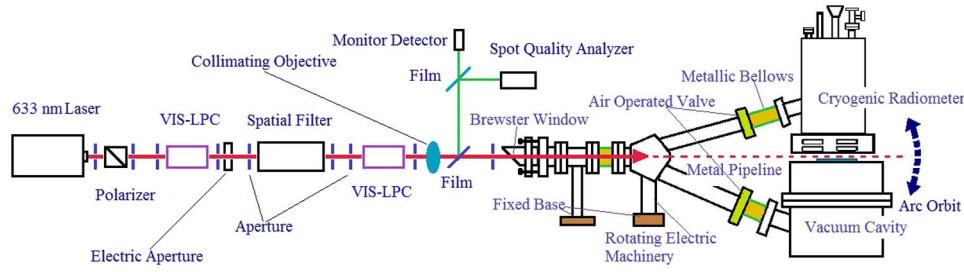 Monitor Detector
Spot Quality Analyzer
Collimating Objective
Film
Metallic Bellows
633 nm Laser
Air Operated Valve
Cryogenic Radiometer
VIS-LPC
Spatial Filter
Brewster Window
Polarizer
VIS-LPC
Film
Metal Pipeline
Aperture
Fixed Base
Arc Orbit
Electric Aperture
Rotating Electric
Machinery
Vacuum Cavity